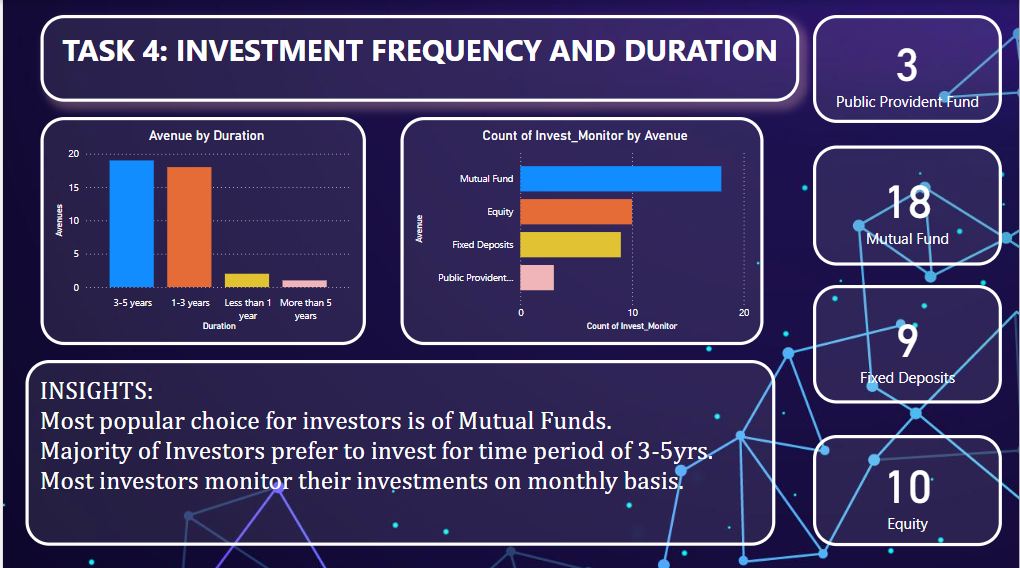 TASK 4: INVESTMENT FREQUENCY AND DURATION
3
Public Provident Fund
Avenue by Duration
20
15
10
5
0
Avenues
3-5 years
1-3 years
Less than 1
year
More than 5
years
Duration
Count of Invest_Monitor by Avenue
Avenue
Mutual Fund
Equity
Fixed Deposits
Public Provident...
0
10
20
Count of Invest_Monitor
18
Mutual Fund
9
Fixed Deposits
INSIGHTS:
Most popular choice for investors is of Mutual Funds.
Majority of Investors prefer to invest for time period of 3-5yrs.
Most investors monitor their investments on monthly basis.
10
Equity